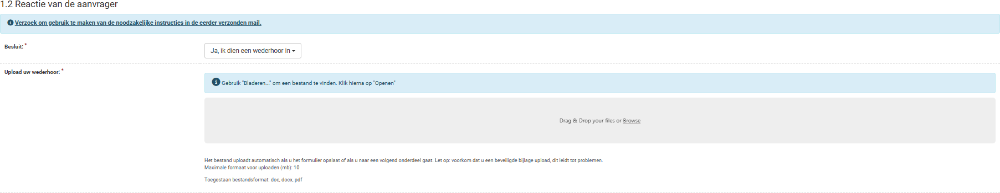 1.2 Reactie van de aanvrager
Verzoek om gebruik te maken van de noodzakelijke instructies in de eerder verzonden mail.
Besluit: *
Ja, ik dien een wederhoor in
Upload uw wederhoor: *
Gebruik "Bladeren..." om een bestand te vinden. Klik hierna op "Openen"
Drag & Drop your files or Browse
Het bestand uploadt automatisch als u het formulier opslaat of als u naar een volgend onderdeel gaat. Let op: voorkom dat u een beveiligde bijlage upload, dit leidt tot problemen.
Maximale formaat voor uploaden (mb): 10
Toegestaan bestandsformat: doc, docx, pdf